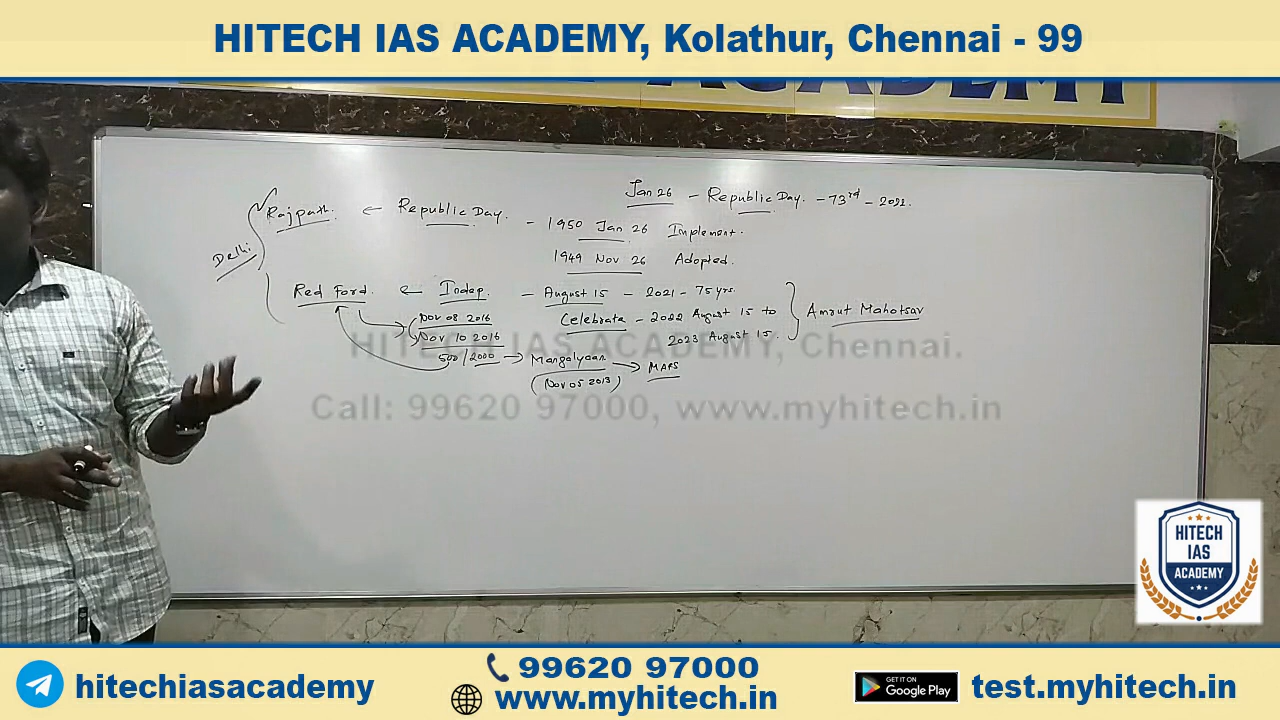 HITECH IAS ACADEMY, Kolathur, Chennai - 99
ACADEMY
Jan 26 - Republic Day - 73rd - 2022.
Rajpath. ← Republic Day. - 1950 Jan 26 Implement.
1949 Nov 26 Adopted.
Delhi
Red Ford. ← Indep. - August 15 - 2021 - 75 yrs.
Amrut Mahotsav
Nov 08 2016
Celebrate - 2022 August 15 to
Nov 10 2016
2023 August 15.
HITECH IAS ACADEMY, Chennai.
500/2000 → Mangalyaan → MARS
(Nov 05 2013)
Call: 99620 97000, www.myhitech.in
HITECH
IAS
ACADEMY
hitechiasacademy
99620 97000
www.myhitech.in
GET IT ON
Google Play
test.myhitech.in